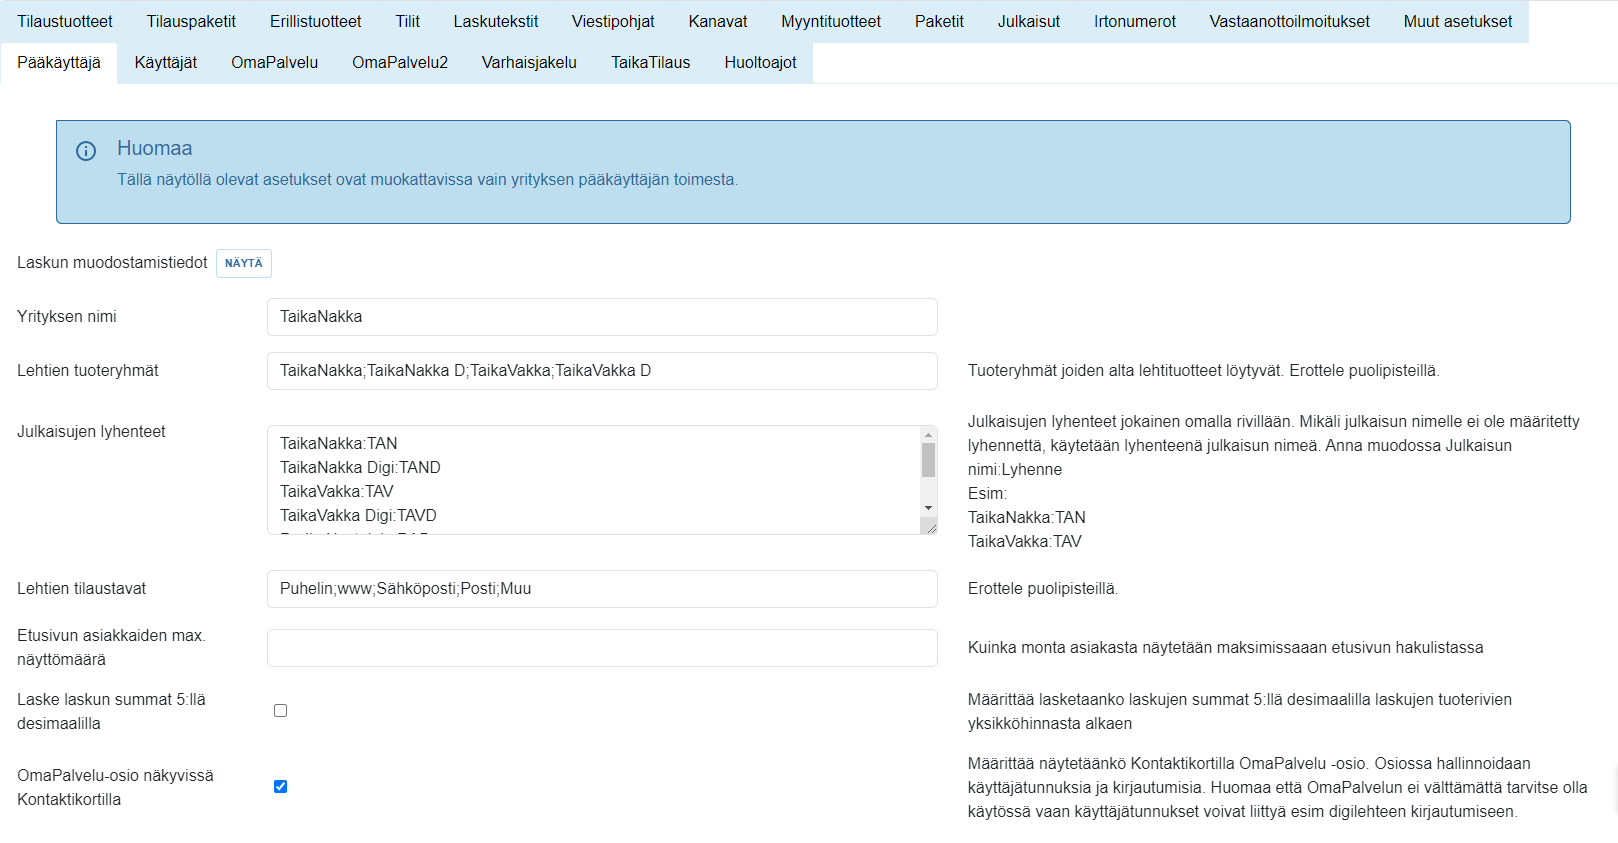 Tilaustuotteet Tilauspaketit Erillistuotteet Tilit Laskutekstit Viestipohjat Kanavat Myyntituotteet Paketit Julkaisut Irtonumerot Vastaanottoilmoitukset Muut asetukset
Pääkäyttäjä Käyttäjät OmaPalvelu OmaPalvelu2 Varhaisjakelu TaikaTilaus Huoltoajot
Huomaa
Tällä näytöllä olevat asetukset ovat muokattavissa vain yrityksen pääkäyttäjän toimesta.
Laskun muodostamistiedot NÄYTÄ
Yrityksen nimi
TaikaNakka
Lehtien tuoteryhmät
TaikaNakka;TaikaNakka D;TaikaVakka;TaikaVakka D
Tuoteryhmät joiden alta lehtituotteet löytyvät. Erottele puolipisteillä.
Julkaisujen lyhenteet
TaikaNakka:TAN
TaikaNakka Digi:TAND
TaikaVakka:TAV
TaikaVakka Digi:TAVD
Julkaisujen lyhenteet jokainen omalla rivillään. Mikäli julkaisun nimelle ei ole määritetty
lyhennettä, käytetään lyhenteenä julkaisun nimeä. Anna muodossa Julkaisun
nimi:Lyhenne
Esim:
TaikaNakka:TAN
TaikaVakka:TAV
Lehtien tilaustavat
Puhelin;www;Sähköposti;Posti;Muu
Erottele puolipisteillä.
Etusivun asiakkaiden max.
näyttömäärä
Kuinka monta asiakasta näytetään maksimissaaan etusivun hakulistassa
Laske laskun summat 5:llä
desimaalilla
Määrittää lasketaanko laskujen summat 5:llä desimaalilla laskujen tuoterivien
yksikköhinnasta alkaen
OmaPalvelu-osio näkyvissä
Kontaktikortilla
Määrittää näytetäänkö Kontaktikortilla OmaPalvelu -osio. Osiossa hallinnoidaan
käyttäjätunnuksia ja kirjautumisia. Huomaa että OmaPalvelun ei välttämättä tarvitse olla
käytössä vaan käyttäjätunnukset voivat liittyä esim digilehteen kirjautumiseen.